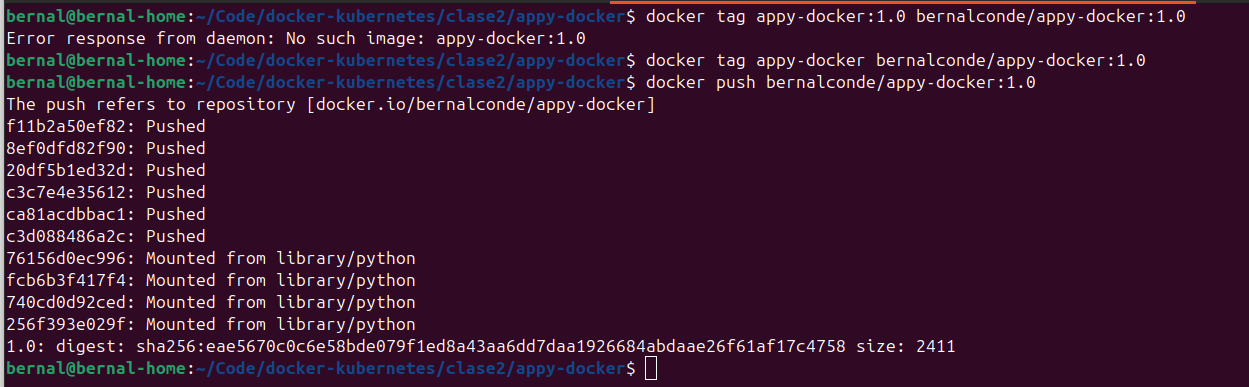 bernal@bernal-home:~/Code/docker-kubernetes/clase2/appy-docker$ docker tag appy-docker:1.0 bernalconde/appy-docker:1.0
Error response from daemon: No such image: appy-docker:1.0
bernal@bernal-home:~/Code/docker-kubernetes/clase2/appy-docker$ docker tag appy-docker bernalconde/appy-docker:1.0
bernal@bernal-home:~/Code/docker-kubernetes/clase2/appy-docker$ docker push bernalconde/appy-docker:1.0
The push refers to repository [docker.io/bernalconde/appy-docker]
f11b2a50ef82: Pushed
8ef0dfd82f90: Pushed
20df5b1ed32d: Pushed
c3c7e4e35612: Pushed
ca81acdbbac1: Pushed
c3d088486a2c: Pushed
76156d0ec996: Mounted from library/python
fcb6b3f417f4: Mounted from library/python
740cd0d92ced: Mounted from library/python
256f393e029f: Mounted from library/python
1.0: digest: sha256:eae5670c0c6e58bde079f1ed8a43aa6dd7daa1926684abdaae26f61af17c4758 size: 2411
bernal@bernal-home:~/Code/docker-kubernetes/clase2/appy-docker$